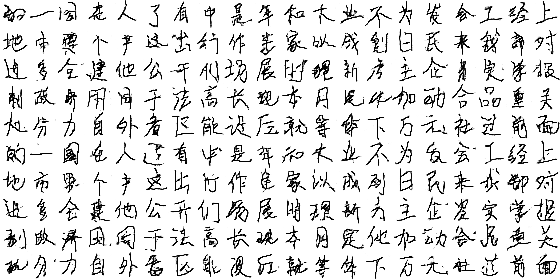 的一国在人了有中是年和大业不为发会工经上
地市要个产这出行作生家以成到日民来我部对
进多全建他公开们场展时理新方主企资实学报
制政济用同于法高长现本月定化加动合品重关
机分力自外者区能设后就等体下万元社过前面
的一国在人了有中是年和大业不为发会工经上
地市要个产这出行作生家以成到日民来我部对
进多全建他公开们场展时理新方主企资实学报
制政济用同于法高长现本月定化加动合品重关
机分力自外者区能设后就等体下万元社过前面